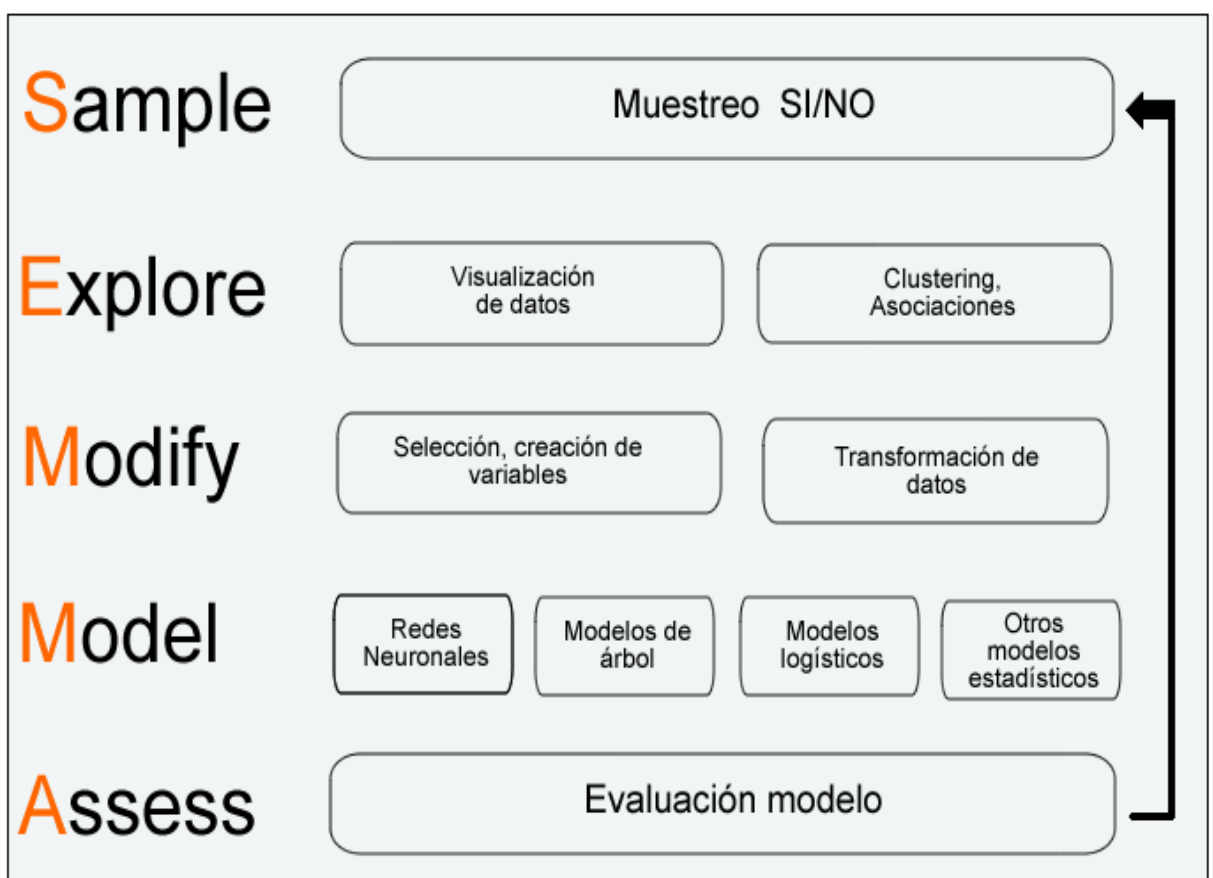 Sample
Muestreo SI/NO
Explore
Visualización
de datos
Clustering,
Asociaciones
Modify
Selección, creación de
variables
Transformación de
datos
Model
Redes
Neuronales
Modelos de
árbol
Modelos
logísticos
Otros
modelos
estadísticos
Assess
Evaluación modelo